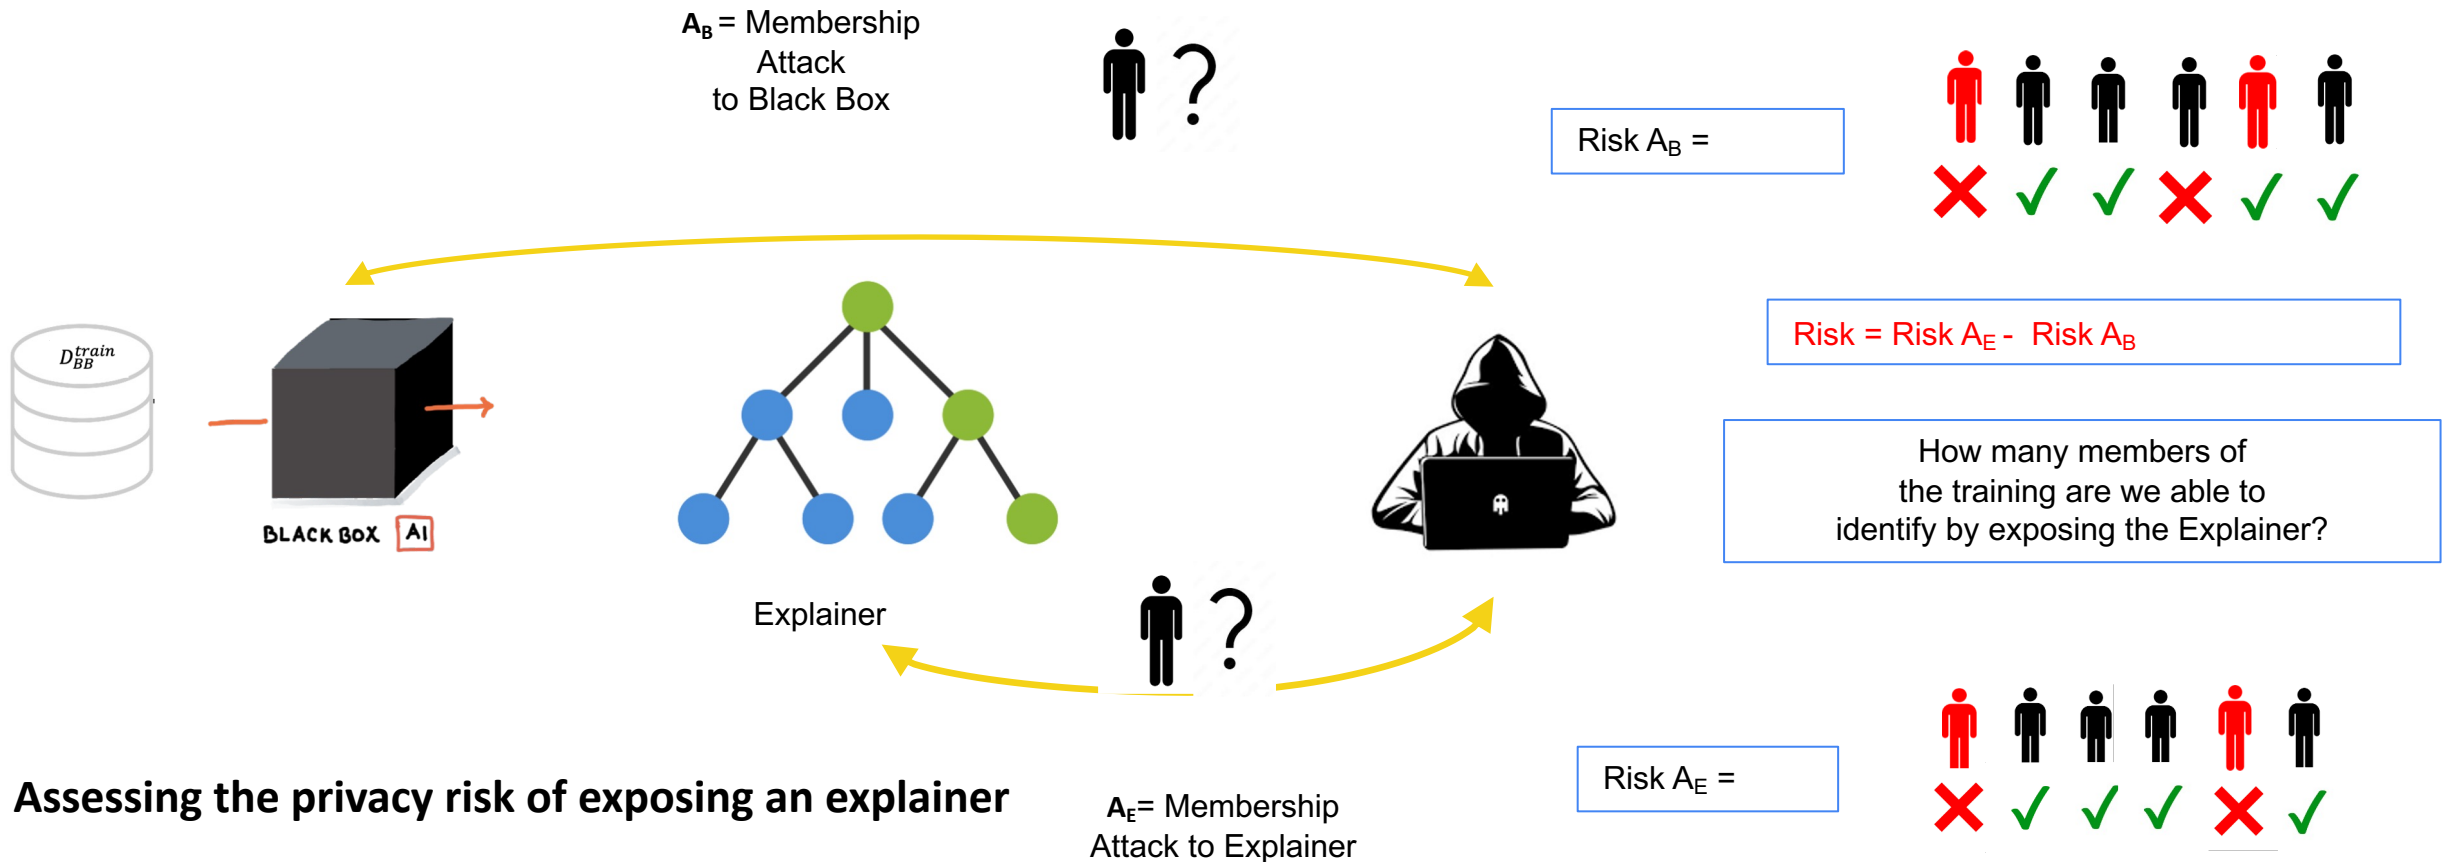 A_B = Membership
Attack
to Black Box
?
Risk A_B =
D_BB^train
BLACK BOX AI
Risk = Risk A_E - Risk A_B
How many members of
the training are we able to
identify by exposing the Explainer?
Explainer
?
Risk A_E =
Assessing the privacy risk of exposing an explainer
A_E= Membership
Attack to Explainer